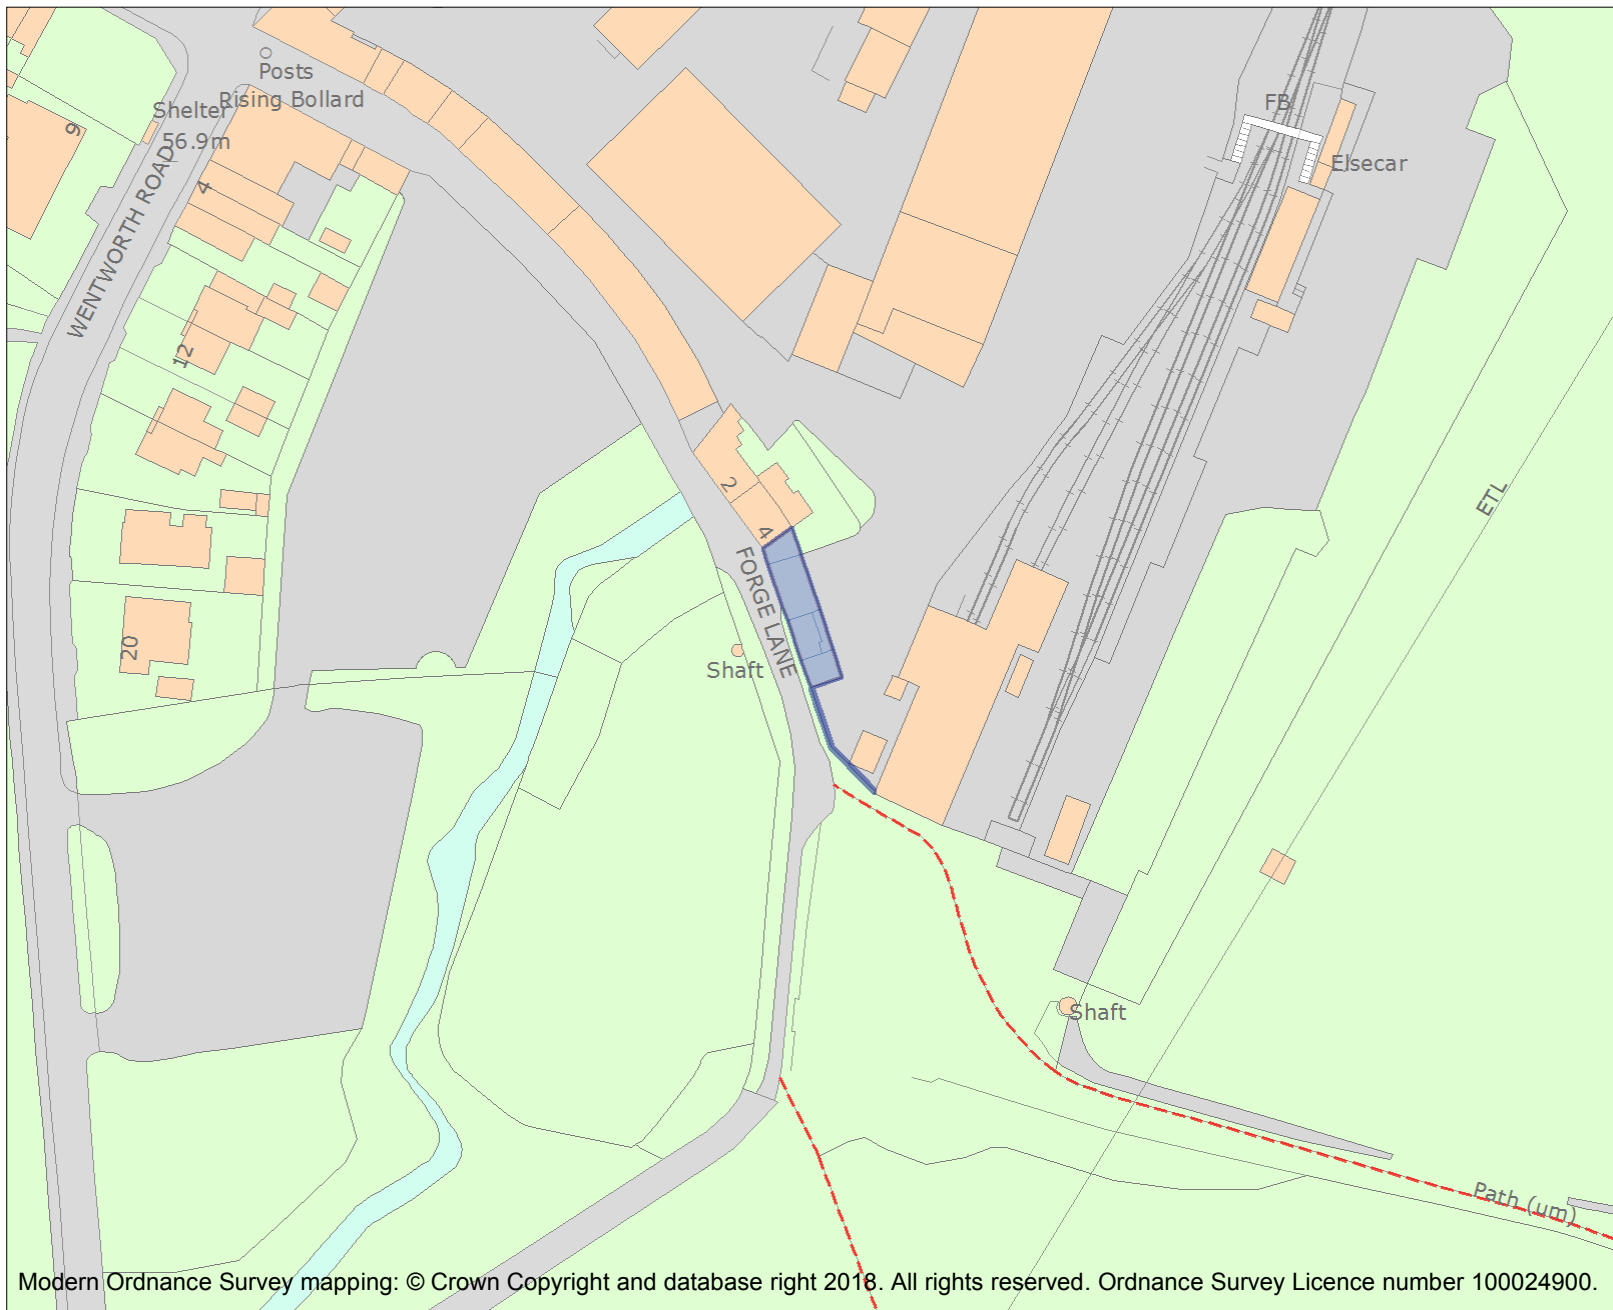 Posts
Rising Bollard
Shelter
56.9m
9
4
WENTWORTH ROAD
12
20
FB
Elsecar
2
4
FORGE LANE
Shaft
ETL
Shaft
Path (um)
Modern Ordnance Survey mapping: © Crown Copyright and database right 2018. All rights reserved. Ordnance Survey Licence number 100024900.